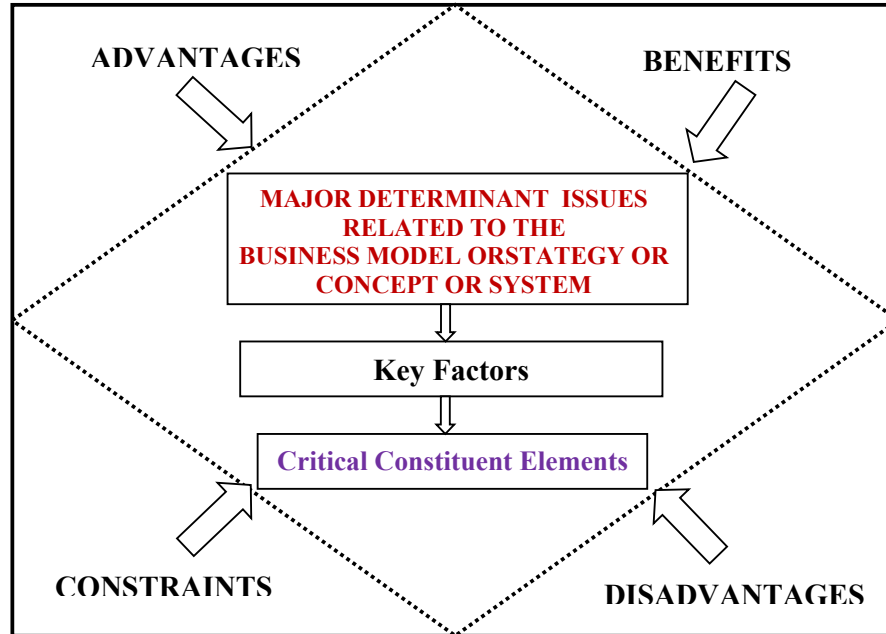 ADVANTAGES
BENEFITS
MAJOR DETERMINANT ISSUES
RELATED TO THE
BUSINESS MODEL ORSTATEGY OR
CONCEPT OR SYSTEM
Key Factors
Critical Constituent Elements
CONSTRAINTS
DISADVANTAGES